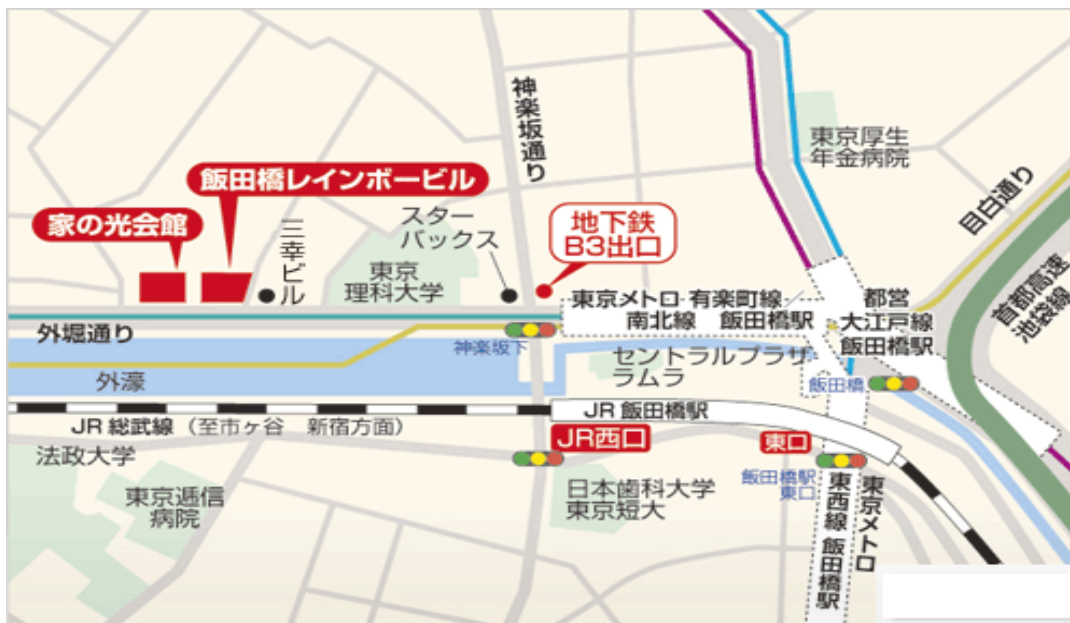 神楽坂通り
東京厚生
年金病院
飯田橋レインボービル
目白通り
家の光会館
三幸ビル
スター
バックス
地下鉄
B3出口
首都高速
池袋線
東京
理科大学
東京メトロ 有楽町線
南北線 飯田橋駅
都営
大江戸線
飯田橋駅
外堀通り
神楽坂下
セントラルプラザ
ラムラ
外濠
飯田橋
JR 飯田橋駅
JR 総武線(至市ヶ谷 新宿方面)
JR西口
東口
法政大学
飯田橋駅
東口
東京逓信
病院
日本歯科大学
東京短大
東京メトロ
東西線 飯田橋駅